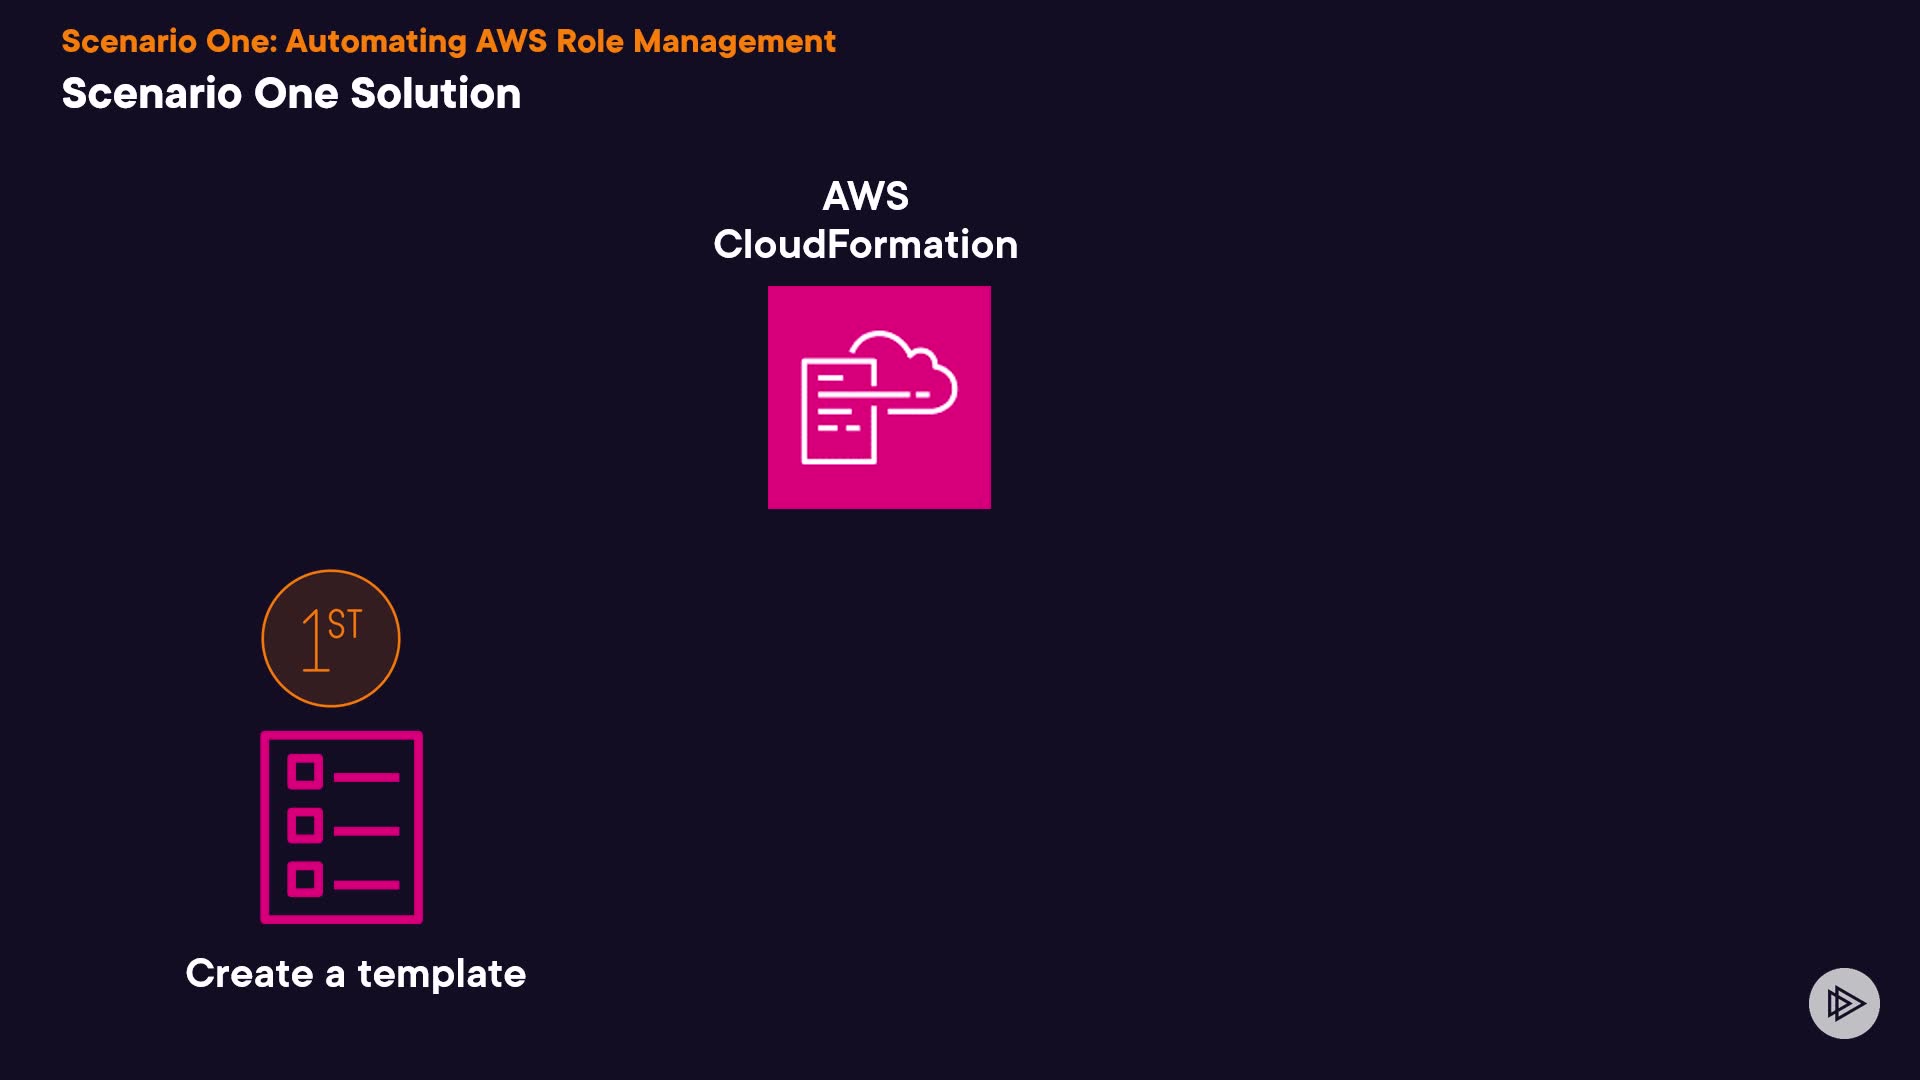 Scenario One: Automating AWS Role Management
Scenario One Solution
AWS
CloudFormation
1ST
Create a template